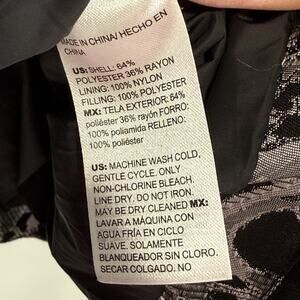 MADE IN CHINA/ HECHO EN
CHINA
US: SHELL: 64%
POLYESTER 36% RAYON
LINING: 100% NYLON
FILLING: 100% POLYESTER
MX: TELA EXTERIOR: 64%
poliéster 36% rayón FORRO:
100% poliamida RELLENO:
100% poliéster
US: MACHINE WASH COLD,
GENTLE CYCLE. ONLY
NON-CHLORINE BLEACH.
LINE DRY. DO NOT IRON.
MAY BE DRY CLEANED MX:
LAVAR A MÁQUINA CON
AGUA FRÍA EN CICLO
SUAVE. SOLAMENTE
BLANQUEADOR SIN CLORO.
SECAR COLGADO. NO